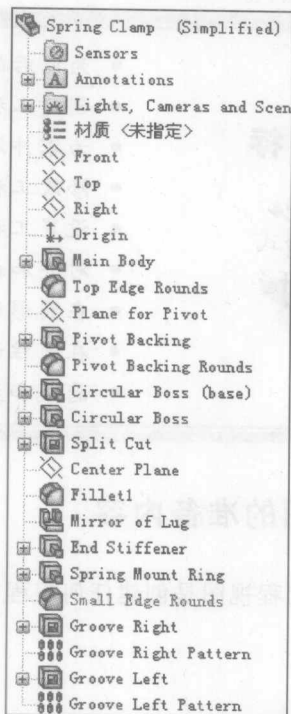 Spring Clamp (Simplified)
Sensors
Annotations
Lights, Cameras and Scen
材质 <未指定>
Front
Top
Right
Origin
Main Body
Top Edge Rounds
Plane for Pivot
Pivot Backing
Pivot Backing Rounds
Circular Boss (base)
Circular Boss
Split Cut
Center Plane
Fillet1
Mirror of Lug
End Stiffener
Spring Mount Ring
Small Edge Rounds
Groove Right
Groove Right Pattern
Groove Left
Groove Left Pattern